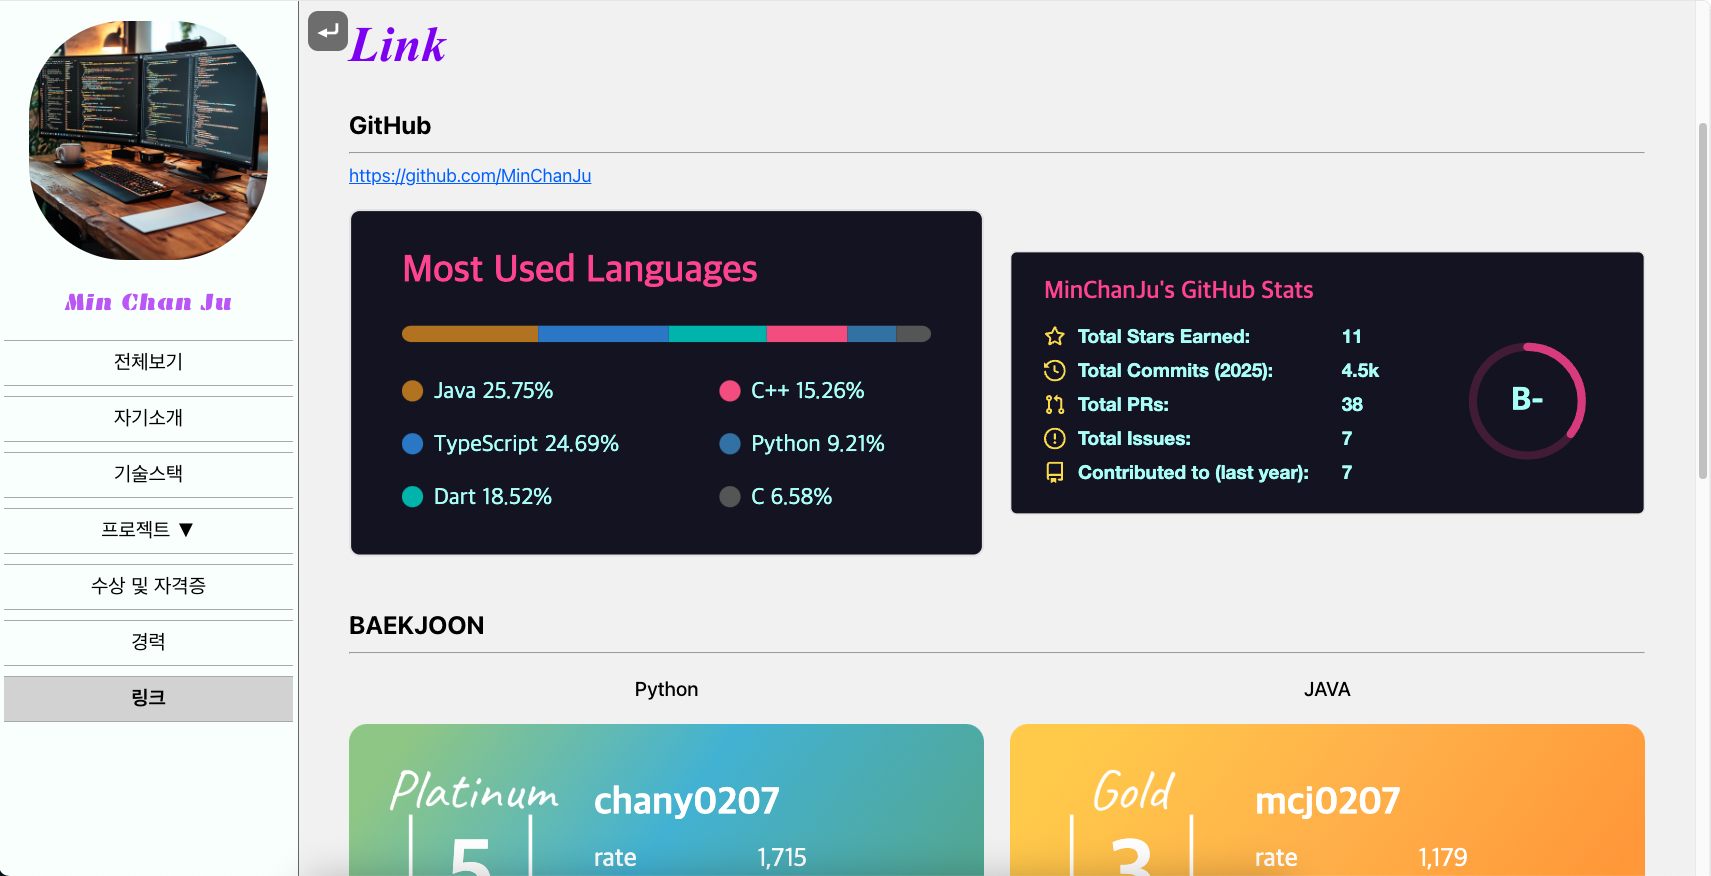 Min Chan Ju
전체보기
자기소개
기술스택
프로젝트 ▼
수상 및 자격증
경력
링크
Link
GitHub
https://github.com/MinChanJu
Most Used Languages
Java 25.75%
TypeScript 24.69%
Dart 18.52%
C++ 15.26%
Python 9.21%
C 6.58%
MinChanJu's GitHub Stats
Total Stars Earned: 11
Total Commits (2025): 4.5k
Total PRs: 38
Total Issues: 7
Contributed to (last year): 7
B-
BAEKJOON
Python
Platinum
5
chany0207
rate 1,715
JAVA
Gold
3
mcj0207
rate 1,179